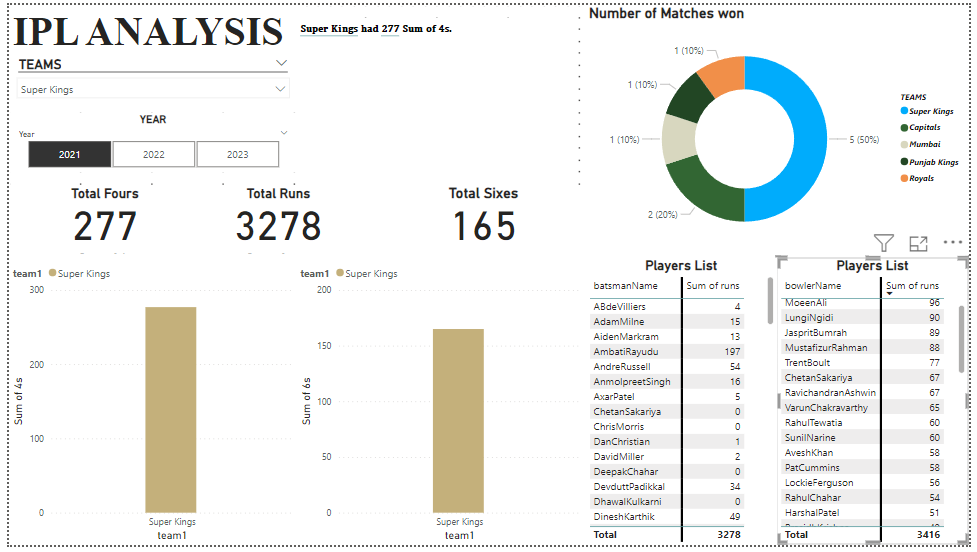 IPL ANALYSIS
Super Kings had 277 Sum of 4s.
TEAMS
Super Kings
YEAR
Year
2021 2022 2023
Total Fours
277
Total Runs
3278
Total Sixes
165
Number of Matches won
1 (10%)
1 (10%)
1 (10%)
5 (50%)
2 (20%)
TEAMS
Super Kings
Capitals
Mumbai
Punjab Kings
Royals
team1 Super Kings
Sum of 4s
300
200
100
0
Super Kings
team1
team1 Super Kings
Sum of 6s
200
150
100
50
0
Super Kings
team1
Players List
batsmanName Sum of runs
ABdeVilliers 4
AdamMilne 15
AidenMarkram 13
AmbatiRayudu 197
AndreRussell 54
AnmolpreetSingh 16
AxarPatel 5
ChetanSakariya 0
ChrisMorris 0
DanChristian 1
DavidMiller 2
DeepakChahar 0
DevduttPadikkal 34
DhawalKulkarni 0
DineshKarthik 49
Total 3278
Players List
bowlerName Sum of runs
MoeenAli 96
LungiNgidi 90
JaspritBumrah 89
MustafizurRahman 88
TrentBoult 77
ChetanSakariya 67
RavichandranAshwin 67
VarunChakravarthy 65
RahulTewatia 60
SunilNarine 60
AveshKhan 58
PatCummins 58
LockieFerguson 56
RahulChahar 54
HarshalPatel 51
Total 3416